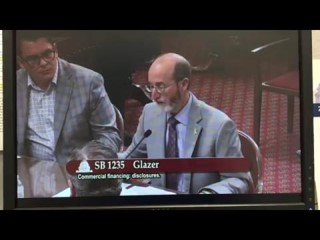 SB 1235 Glazer
Commercial financing: disclosures.